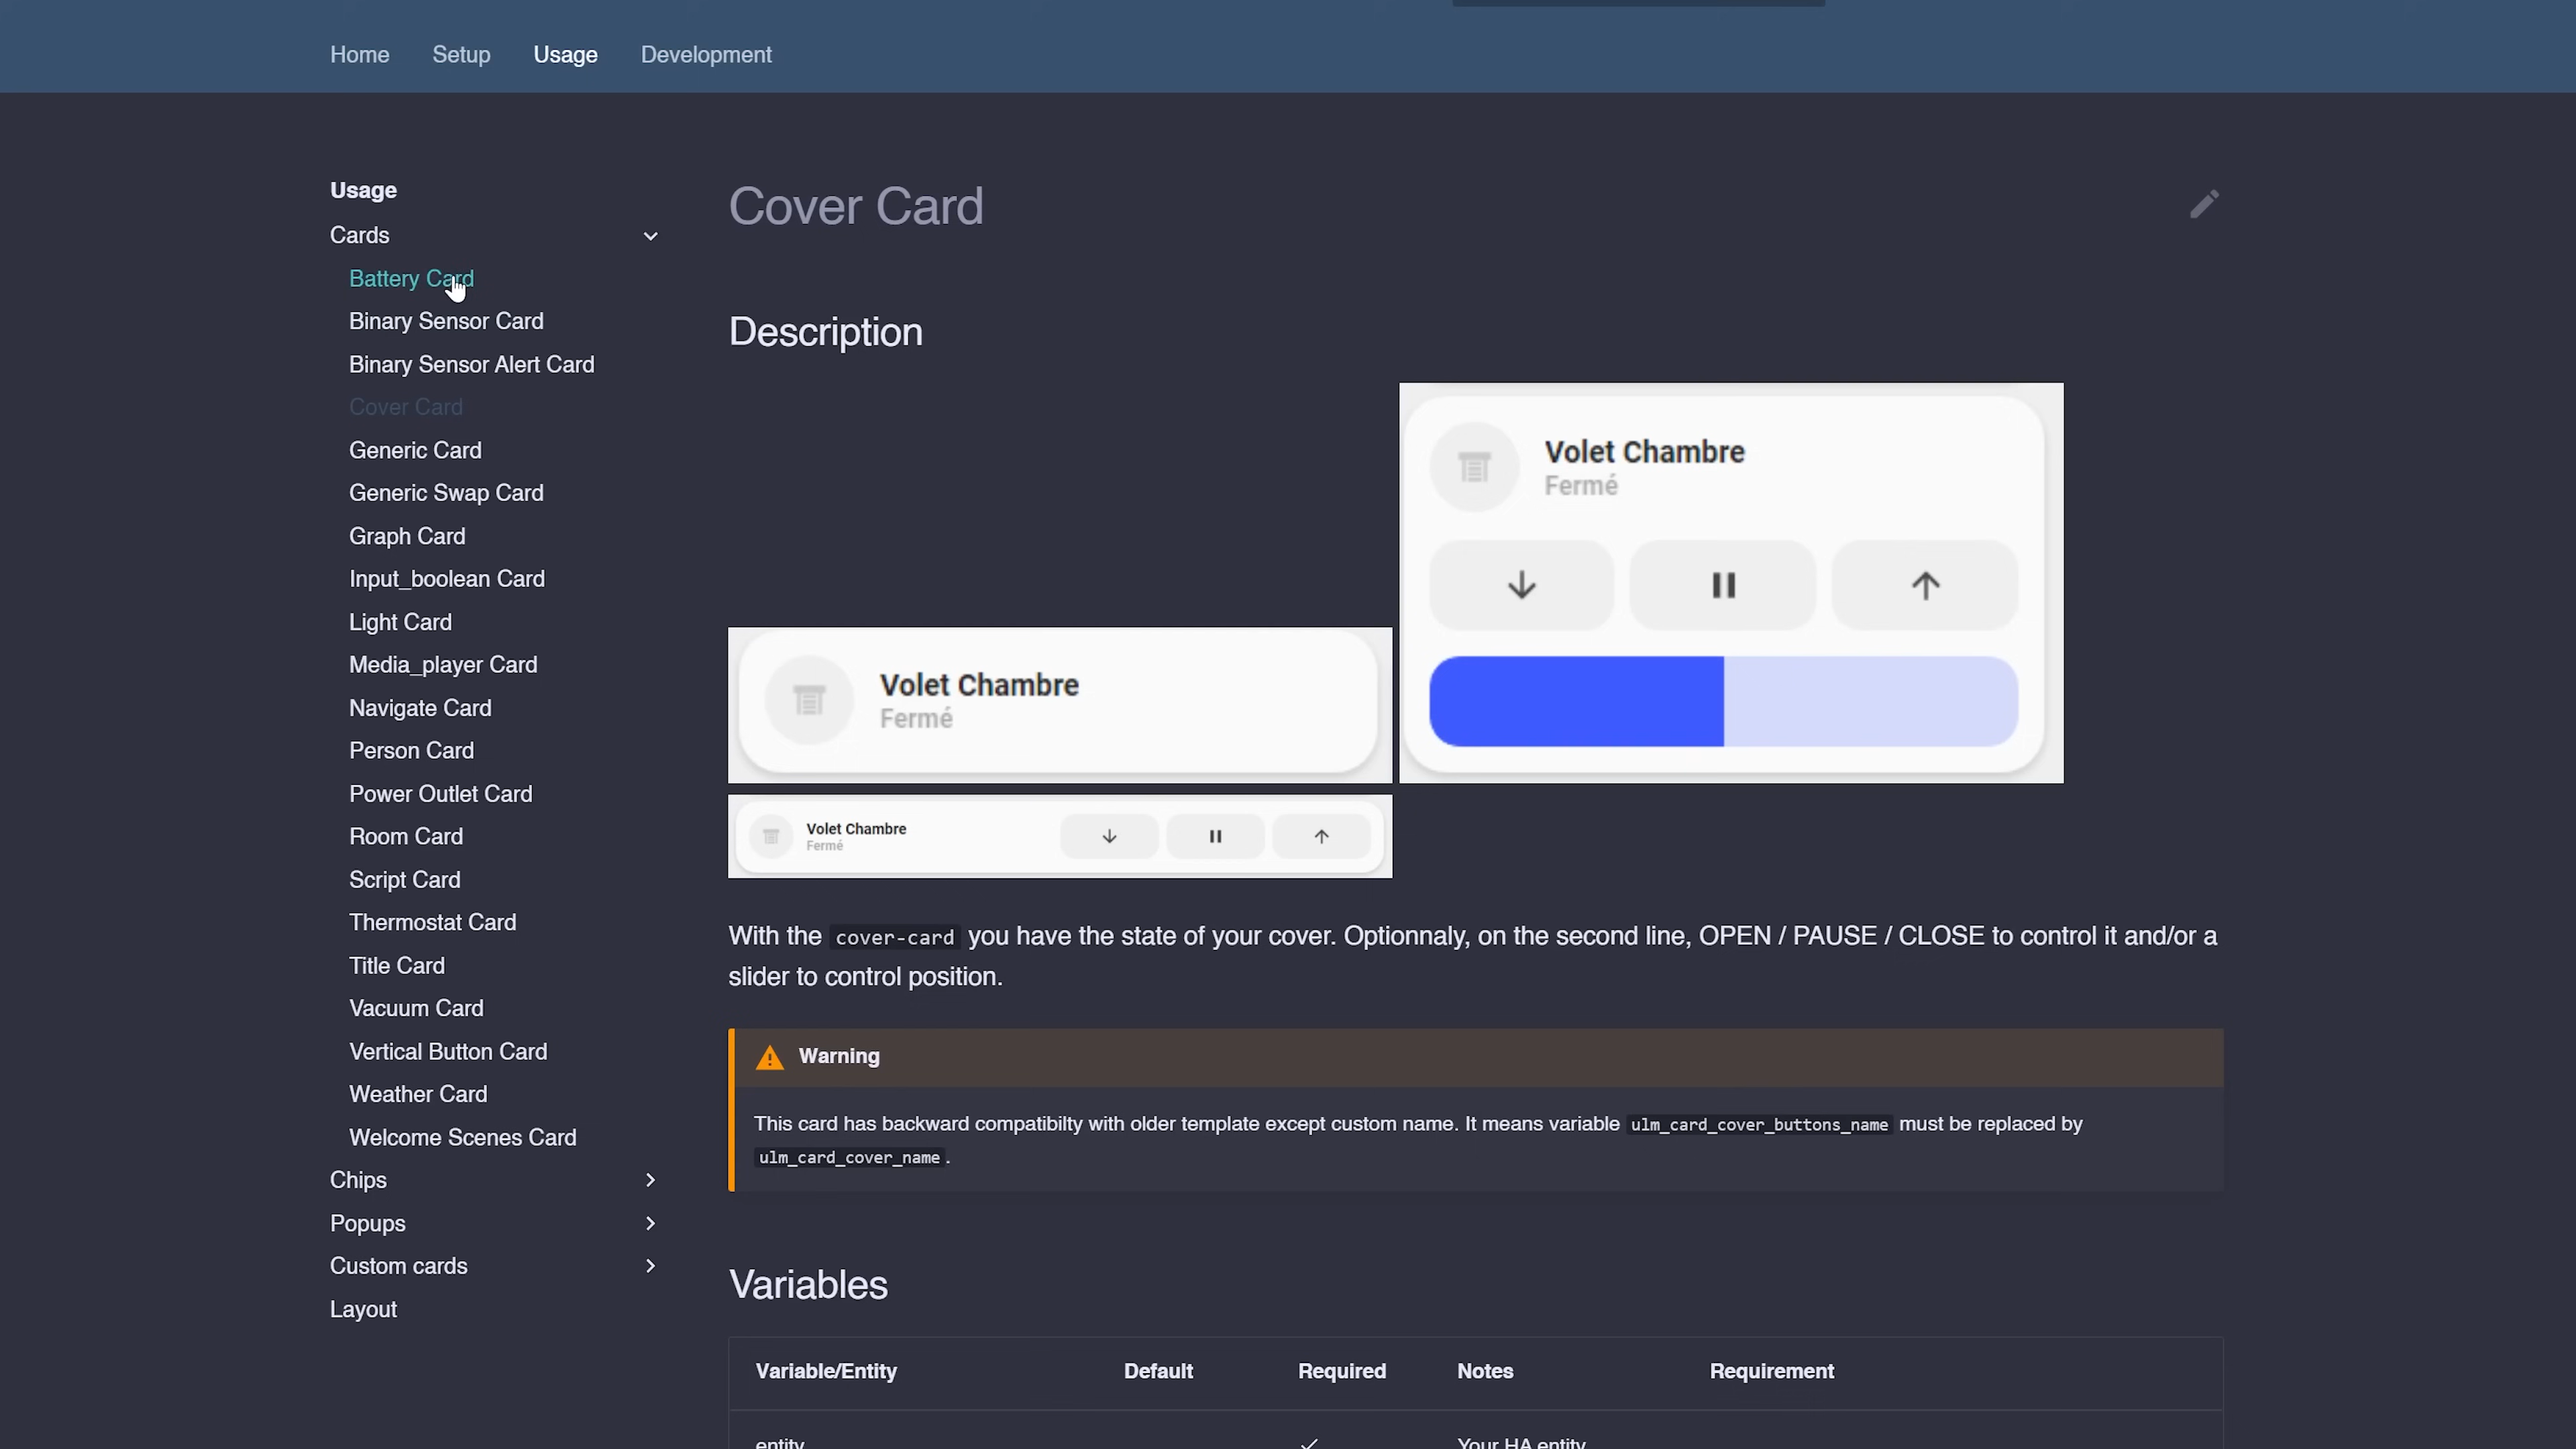 Home Setup Usage Development
Usage
Cards
Battery Card
Binary Sensor Card
Binary Sensor Alert Card
Cover Card
Generic Card
Generic Swap Card
Graph Card
Input_boolean Card
Light Card
Media_player Card
Navigate Card
Person Card
Power Outlet Card
Room Card
Script Card
Thermostat Card
Title Card
Vacuum Card
Vertical Button Card
Weather Card
Welcome Scenes Card
Chips
Popups
Custom cards
Layout
Cover Card
Description
Volet Chambre
Fermé
Volet Chambre
Fermé
Volet Chambre
Fermé
With the cover-card you have the state of your cover. Optionnaly, on the second line, OPEN / PAUSE / CLOSE to control it and/or a
slider to control position.
Warning
This card has backward compatibilty with older template except custom name. It means variable ulm_card_cover_buttons_name must be replaced by
ulm_card_cover_name.
Variables
Variable/Entity Default Required Notes Requirement
entity Your HA entity